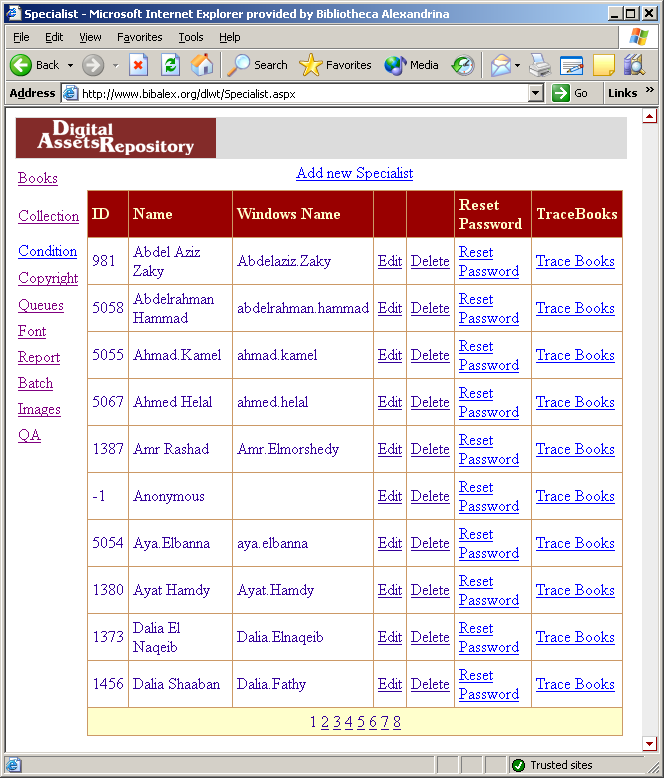 Specialist - Microsoft Internet Explorer provided by Bibliotheca Alexandrina
File Edit View Favorites Tools Help
Back Search Favorites Media
Address http://www.bibalex.org/dlwt/Specialist.aspx Go Links »
Digital
Assets Repository
Add new Specialist
Books
Collection
Condition
Copyright
Queues
Font
Report
Batch
Images
QA
ID Name Windows Name Reset Password TraceBooks
981 Abdel Aziz Zaky Abdelaziz.Zaky Edit Delete Reset Password Trace Books
5058 Abdelrahman Hammad abdelrahman.hammad Edit Delete Reset Password Trace Books
5055 Ahmad.Kamel ahmad.kamel Edit Delete Reset Password Trace Books
5067 Ahmed Helal ahmed.helal Edit Delete Reset Password Trace Books
1387 Amr Rashad Amr.Elmorshedy Edit Delete Reset Password Trace Books
-1 Anonymous Edit Delete Reset Password Trace Books
5054 Aya.Elbanna aya.elbanna Edit Delete Reset Password Trace Books
1380 Ayat Hamdy Ayat.Hamdy Edit Delete Reset Password Trace Books
1373 Dalia El Naqeib Dalia.Elnaqeib Edit Delete Reset Password Trace Books
1456 Dalia Shaaban Dalia.Fathy Edit Delete Reset Password Trace Books
1 2 3 4 5 6 7 8
Trusted sites